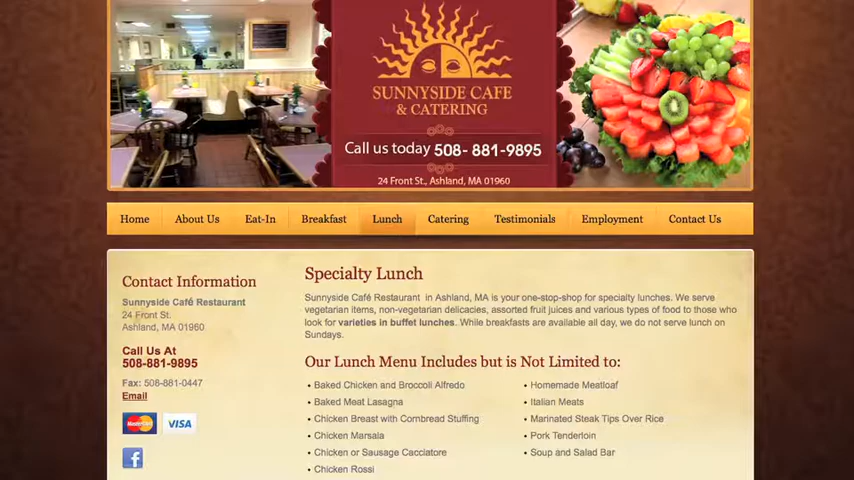 SUNNYSIDE CAFE
& CATERING
Call us today 508- 881-9895
24 Front St., Ashland, MA 01960
Home About Us Eat-In Breakfast Lunch Catering Testimonials Employment Contact Us
Contact Information
Sunnyside Café Restaurant
24 Front St.
Ashland, MA 01960
Call Us At
508-881-9895
Fax: 508-881-0447
Email
MasterCard VISA
f
Specialty Lunch
Sunnyside Café Restaurant in Ashland, MA is your one-stop-shop for specialty lunches. We serve
vegetarian items, non-vegetarian delicacies, assorted fruit juices and various types of food to those who
look for varieties in buffet lunches. While breakfasts are available all day, we do not serve lunch on
Sundays.
Our Lunch Menu Includes but is Not Limited to:
• Baked Chicken and Broccoli Alfredo
• Baked Meat Lasagna
• Chicken Breast with Cornbread Stuffing
• Chicken Marsala
• Chicken or Sausage Cacciatore
• Chicken Rossi
• Homemade Meatloaf
• Italian Meats
• Marinated Steak Tips Over Rice
• Pork Tenderloin
• Soup and Salad Bar